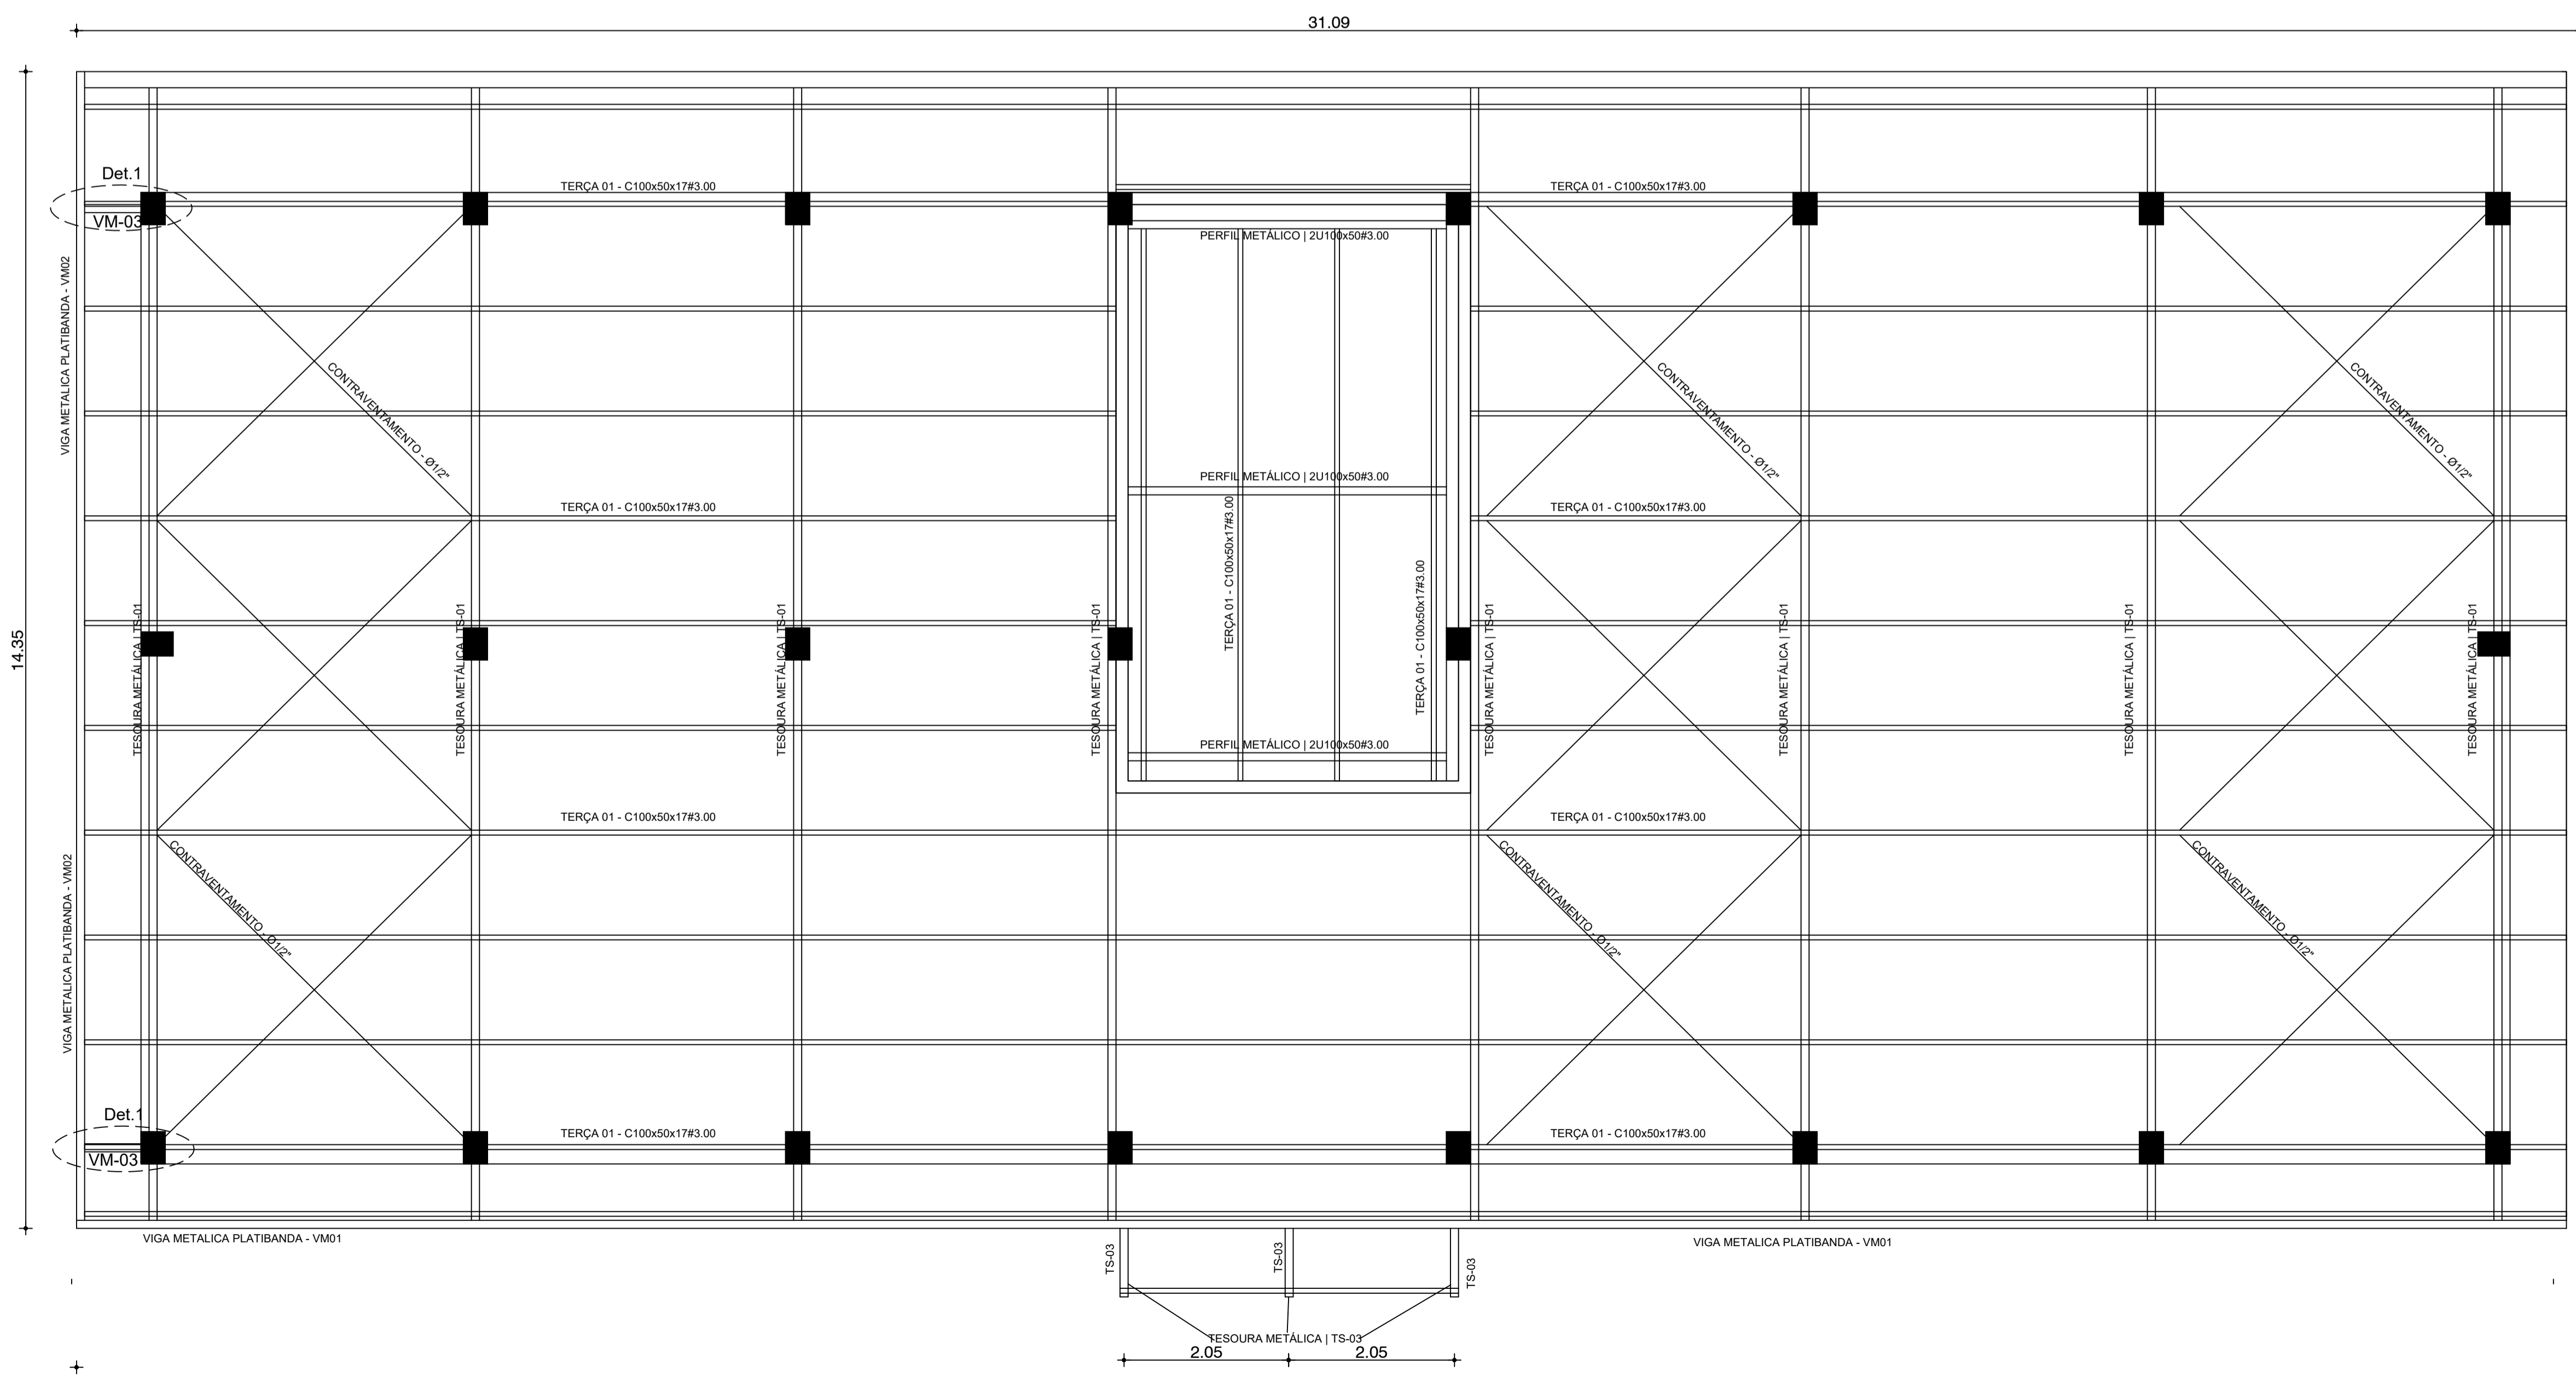 31.09
14.35
Det.1
TERÇA 01 - C100x50x17#3.00
TERÇA 01 - C100x50x17#3.00
VM-03
PERFIL METÁLICO | 2U100x50#3.00
VIGA METALICA PLATIBANDA - VM02
CONTRAVENTAMENTO - Ø1/2"
CONTRAVENTAMENTO - Ø1/2"
CONTRAVENTAMENTO - Ø1/2"
PERFIL METÁLICO | 2U100x50#3.00
TERÇA 01 - C100x50x17#3.00
TERÇA 01 - C100x50x17#3.00
TERÇA 01 - C100x50x17#3.00
TERÇA 01 - C100x50x17#3.00
TESOURA METÁLICA | TS-01
TESOURA METÁLICA | TS-01
TESOURA METÁLICA | TS-01
TESOURA METÁLICA | TS-01
TESOURA METÁLICA | TS-01
TESOURA METÁLICA | TS-01
TESOURA METÁLICA | TS-01
TESOURA METÁLICA | TS-01
PERFIL METÁLICO | 2U100x50#3.00
TERÇA 01 - C100x50x17#3.00
TERÇA 01 - C100x50x17#3.00
VIGA METALICA PLATIBANDA - VM02
CONTRAVENTAMENTO - Ø1/2"
CONTRAVENTAMENTO - Ø1/2"
CONTRAVENTAMENTO - Ø1/2"
Det.1
TERÇA 01 - C100x50x17#3.00
TERÇA 01 - C100x50x17#3.00
VM-03
VIGA METALICA PLATIBANDA - VM01
VIGA METALICA PLATIBANDA - VM01
TS-03
TS-03
TS-03
TESOURA METÁLICA | TS-03
2.05
2.05